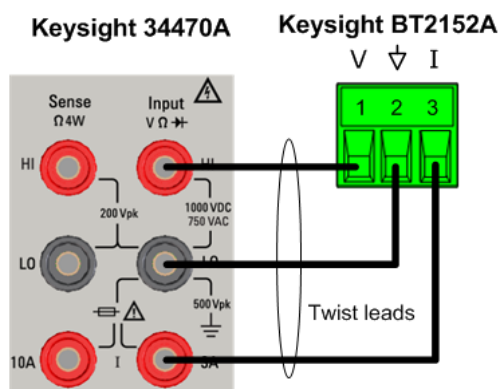 Keysight 34470A
Keysight BT2152A
V I
1 2 3
Sense
Ω4W
Input
V Ω
HI
HI
200 Vpk
1000 VDC
750 VAC
LO
LO
500 Vpk
Twist leads
10A
I
3A